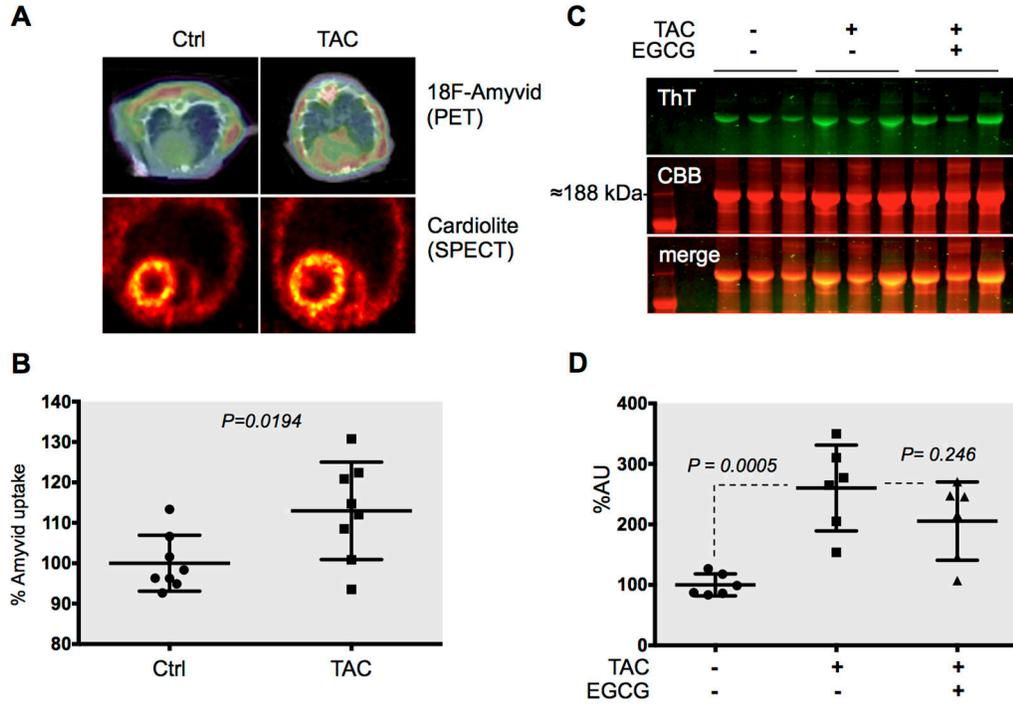 A
Ctrl TAC
18F-Amyvid
(PET)
Cardiolite
(SPECT)
B
140
130
120
110
100
90
80
% Amyvid uptake
P=0.0194
Ctrl TAC
C
TAC - + +
EGCG - - +
ThT
CBB
≈188 kDa-
merge
D
400
300
200
100
0
%AU
P = 0.0005
P= 0.246
TAC - + +
EGCG - - +